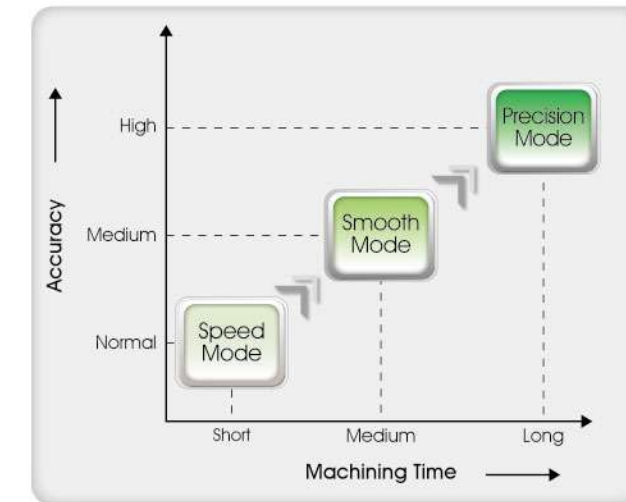 High
Precision
Mode
Smooth
Mode
Medium
Accuracy
Speed
Mode
Normal
Short
Medium
Long
Machining Time